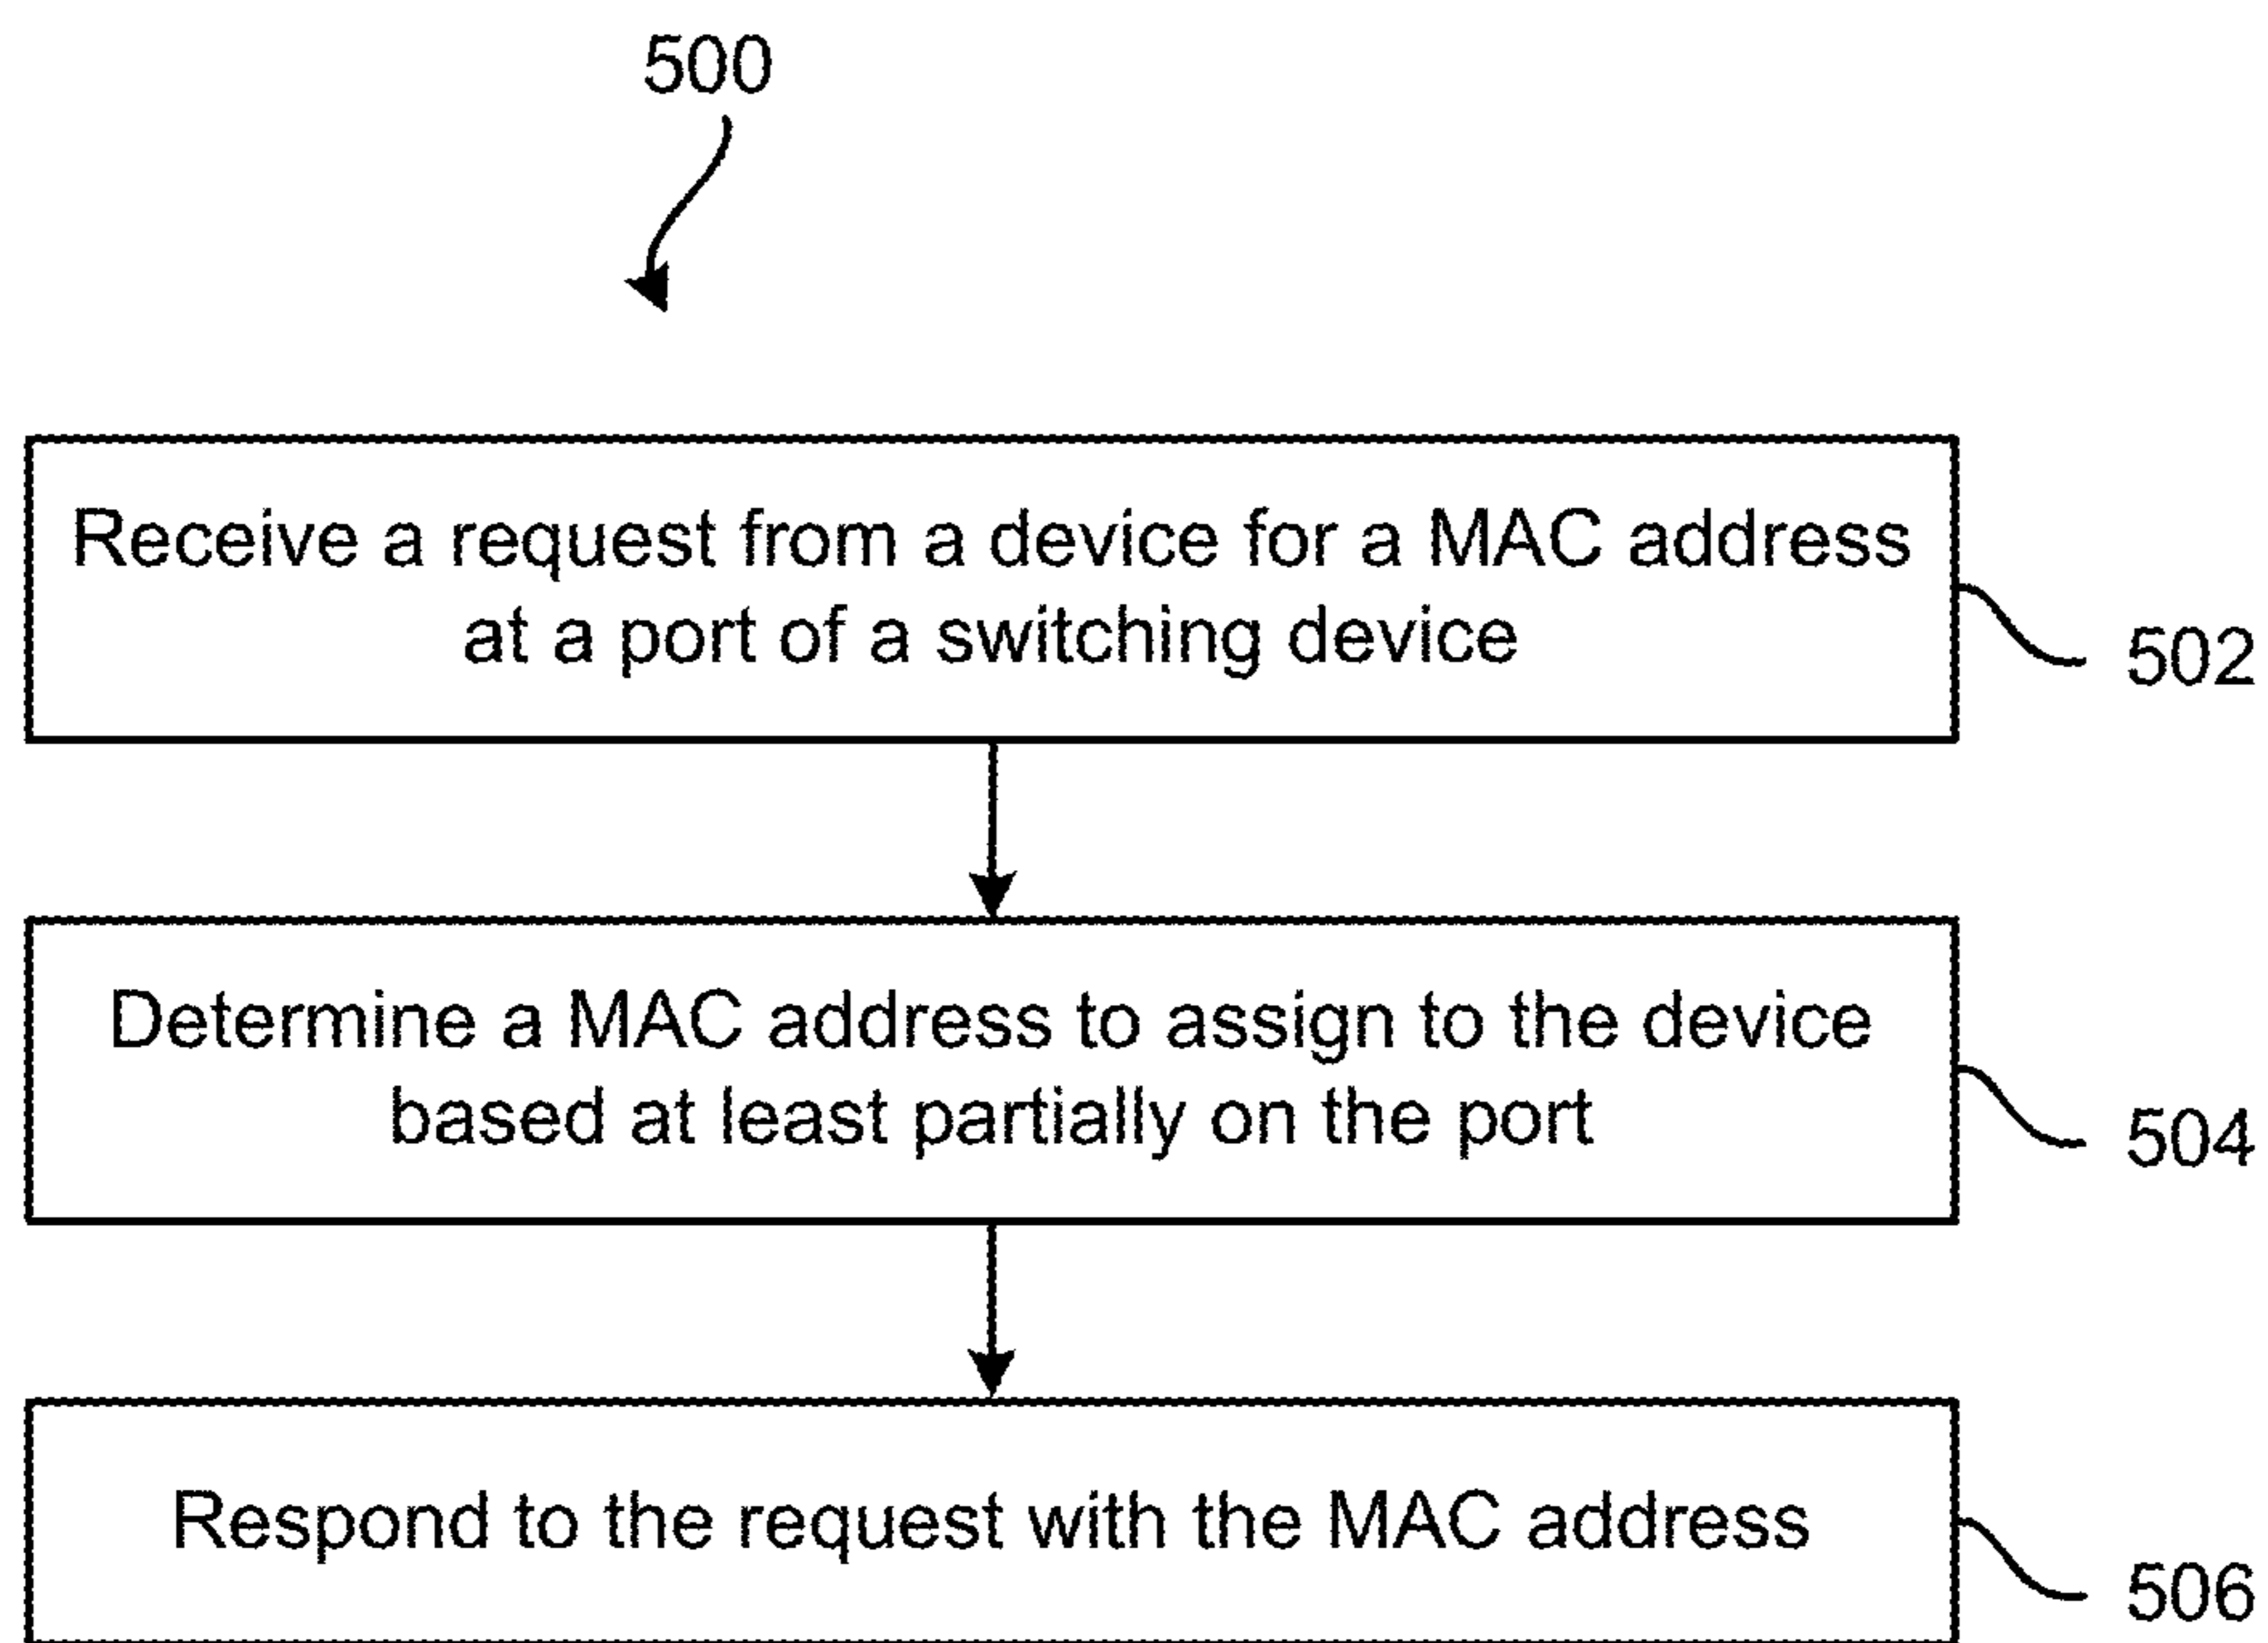 500
Receive a request from a device for a MAC address
at a port of a switching device
502
Determine a MAC address to assign to the device
based at least partially on the port
504
Respond to the request with the MAC address
506